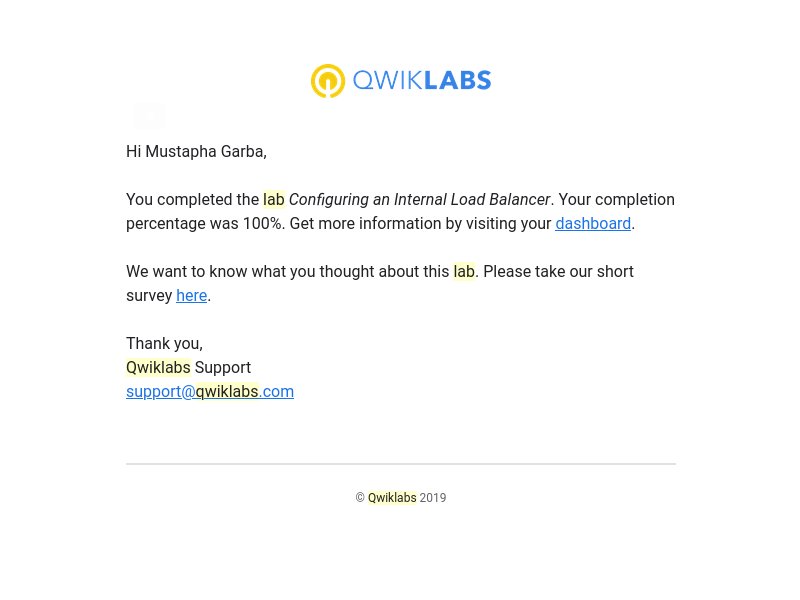 QWIKLABS
Hi Mustapha Garba,
You completed the lab Configuring an Internal Load Balancer. Your completion
percentage was 100%. Get more information by visiting your dashboard.
We want to know what you thought about this lab. Please take our short
survey here.
Thank you,
Qwiklabs Support
support@qwiklabs.com
© Qwiklabs 2019